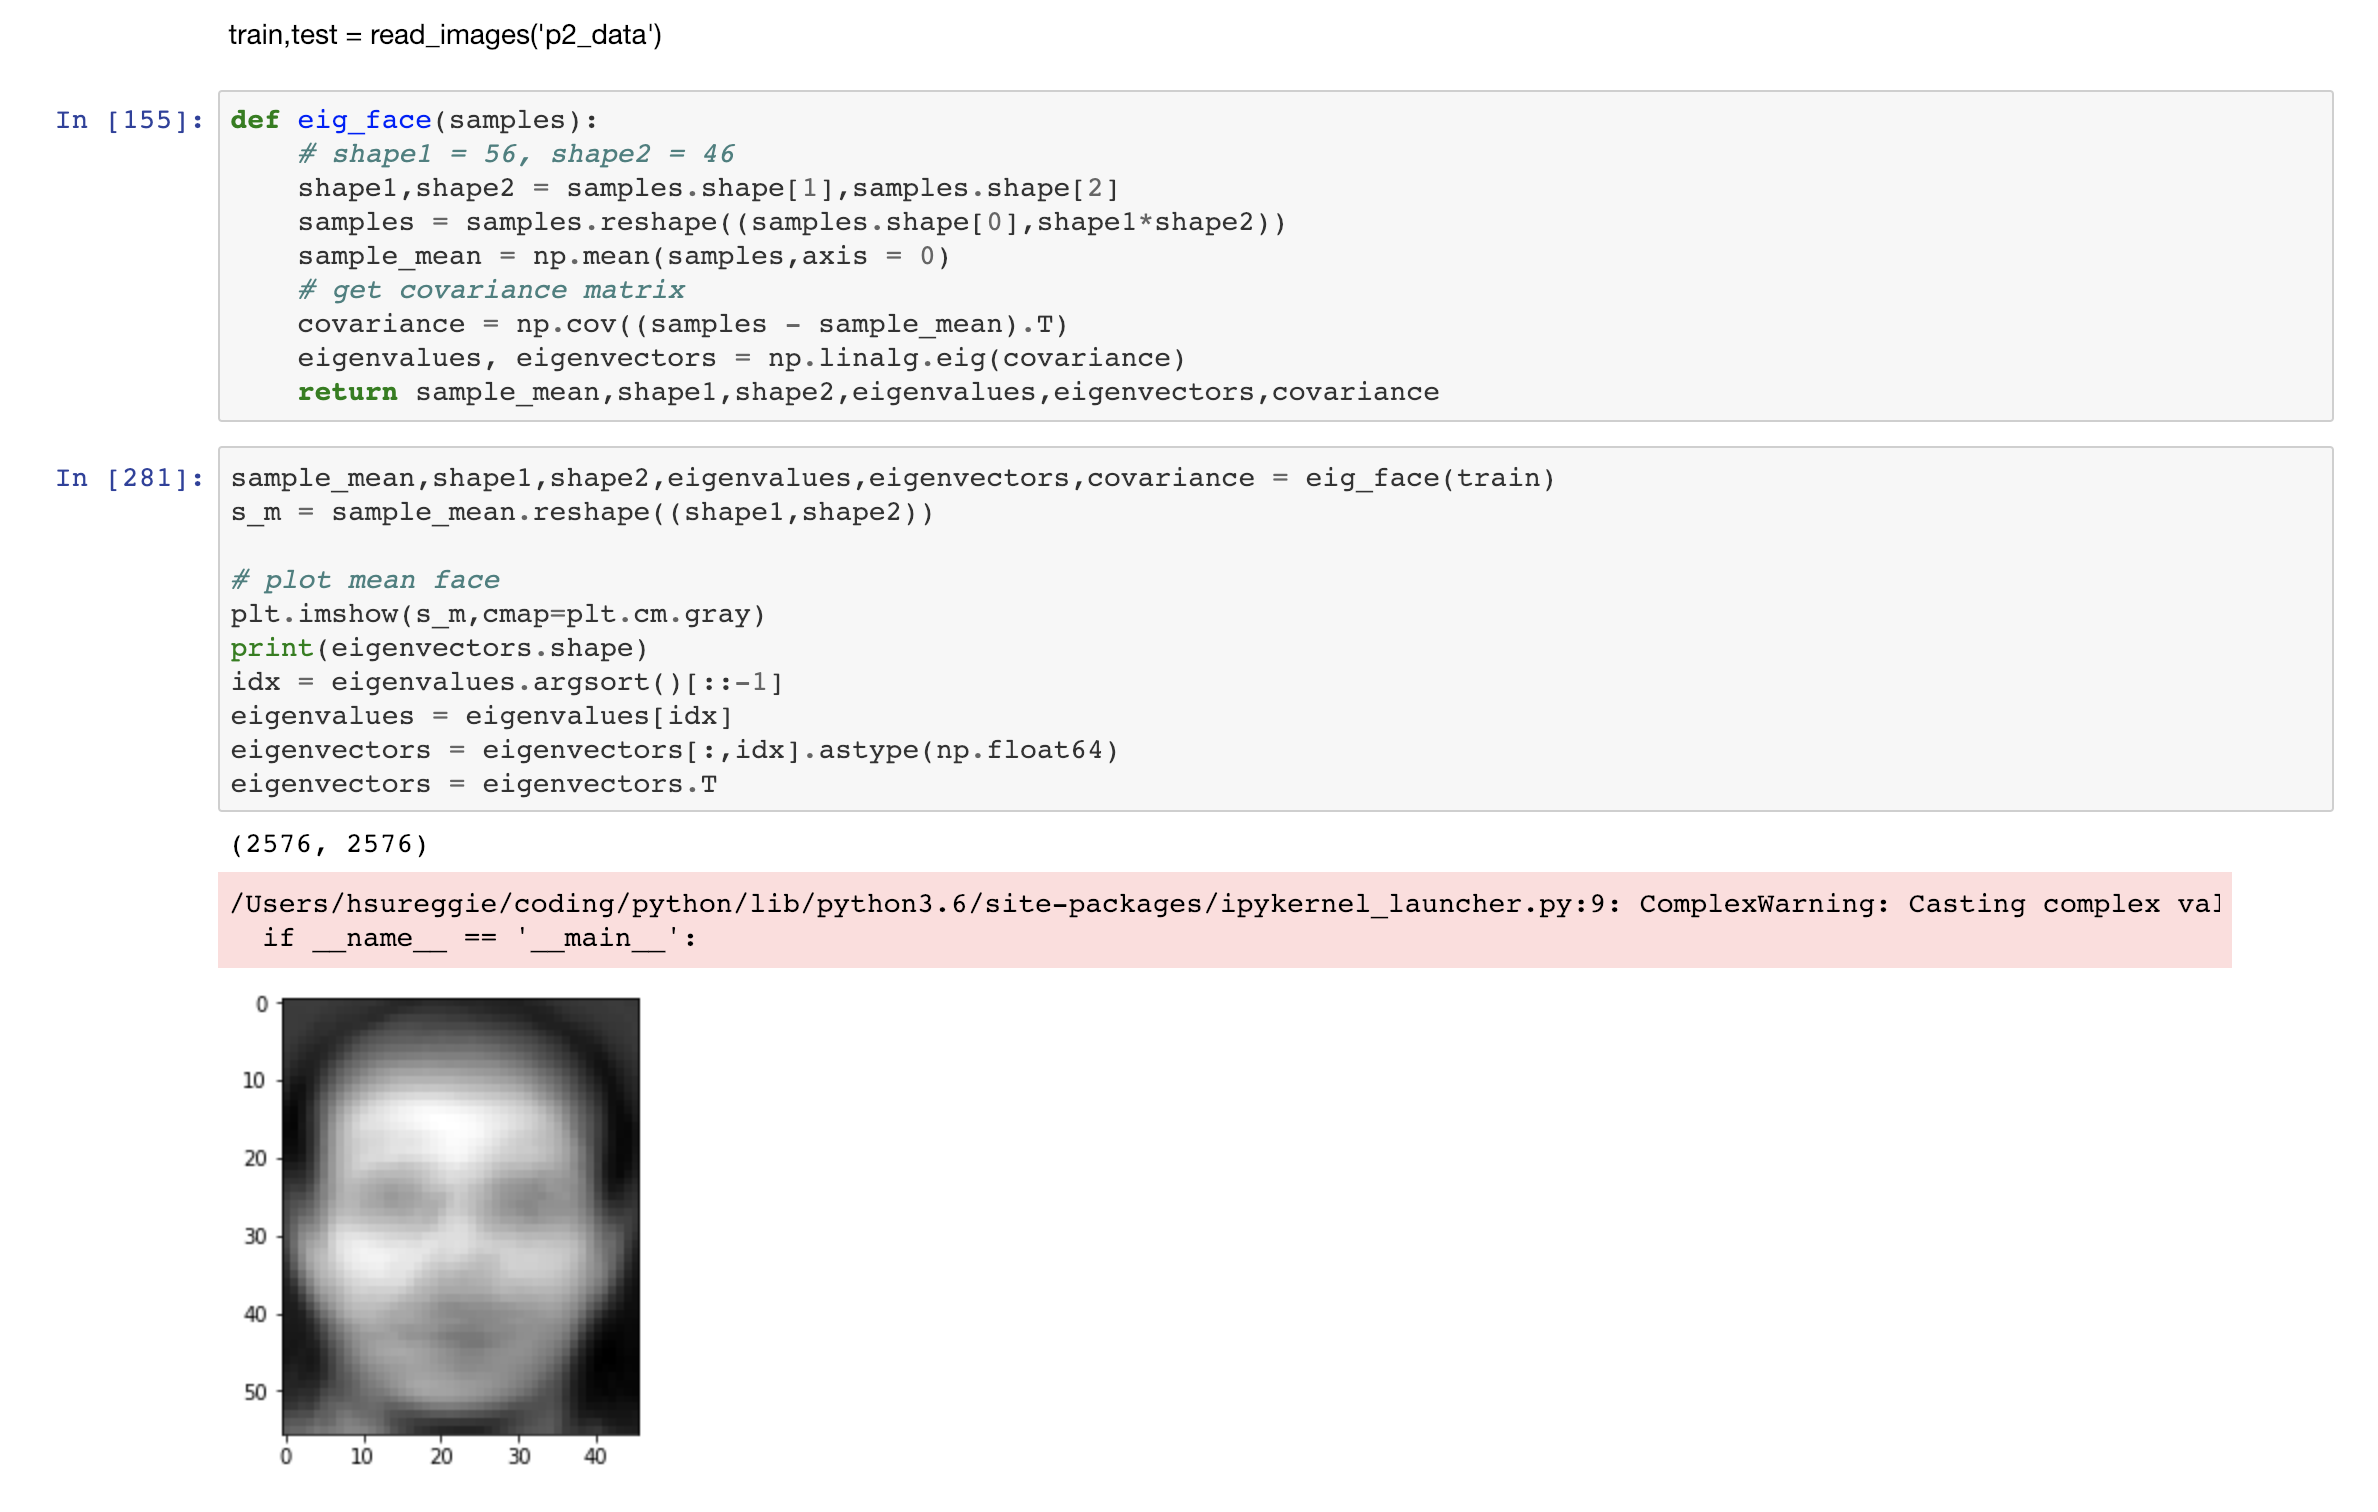 train,test = read_images('p2_data')
In [155]:
def eig_face(samples):
    # shape1 = 56, shape2 = 46
    shape1,shape2 = samples.shape[1],samples.shape[2]
    samples = samples.reshape((samples.shape[0],shape1*shape2))
    sample_mean = np.mean(samples,axis = 0)
    # get covariance matrix
    covariance = np.cov((samples - sample_mean).T)
    eigenvalues, eigenvectors = np.linalg.eig(covariance)
    return sample_mean,shape1,shape2,eigenvalues,eigenvectors,covariance
In [281]:
sample_mean,shape1,shape2,eigenvalues,eigenvectors,covariance = eig_face(train)
s_m = sample_mean.reshape((shape1,shape2))
# plot mean face
plt.imshow(s_m,cmap=plt.cm.gray)
print(eigenvectors.shape)
idx = eigenvalues.argsort()[::-1]
eigenvalues = eigenvalues[idx]
eigenvectors = eigenvectors[:,idx].astype(np.float64)
eigenvectors = eigenvectors.T
(2576, 2576)
/Users/hsureggie/coding/python/lib/python3.6/site-packages/ipykernel_launcher.py:9: ComplexWarning: Casting complex val
  if __name__ == '__main__':
0
10
20
30
40
50
0 10 20 30 40